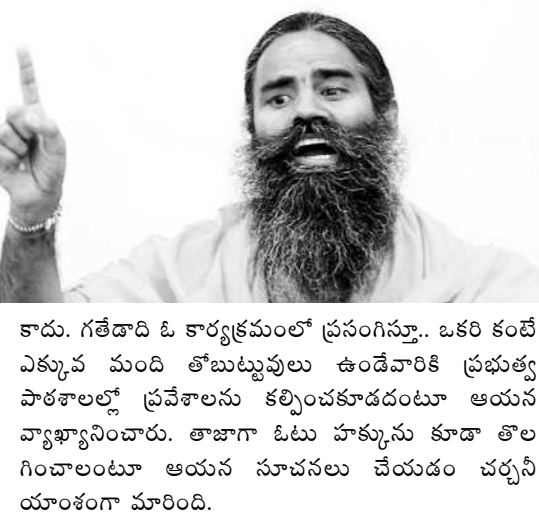 కాదు. గతేడాది ఓ కార్యక్రమంలో ప్రసంగిస్తూ.. ఒకరి కంటే
ఎక్కువ మంది తోబుట్టువులు ఉండేవారికి ప్రభుత్వ
పాఠశాలల్లో ప్రవేశాలను కల్పించకూడదంటూ ఆయన
వ్యాఖ్యానించారు. తాజాగా ఓటు హక్కును కూడా తొల
గించాలంటూ ఆయన సూచనలు చేయడం చర్చనీ
యాంశంగా మారింది.